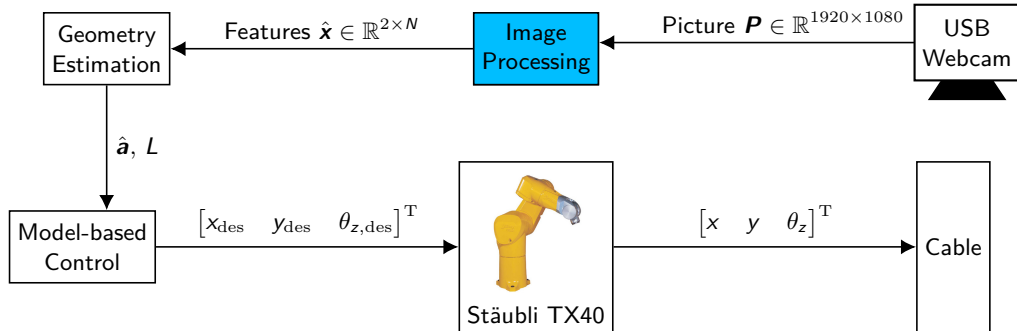 Geometry
Estimation
Features x̂ ∈ ℝ^{2×N}
Image
Processing
Picture P ∈ ℝ^{1920×1080}
USB
Webcam
â, L
Model-based
Control
[x_des y_des θ_{z,des}]^T
Stäubli TX40
[x y θ_z]^T
Cable